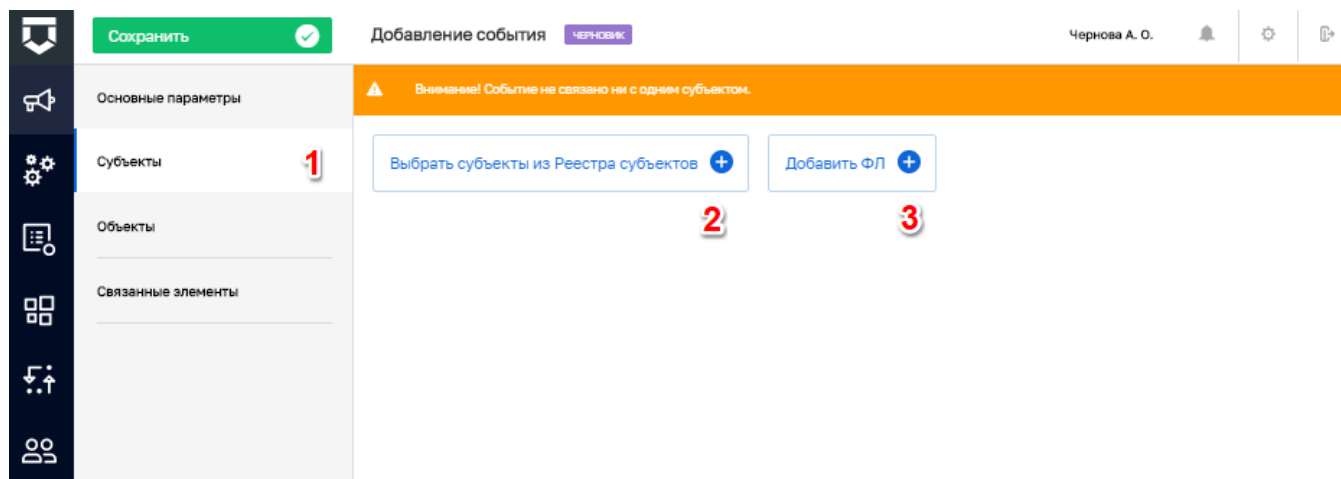 Сохранить
Добавление события
ЧЕРНОВИК
Чернова А. О.
Основные параметры
Внимание! Событие не связано ни с одним субъектом.
Субъекты
1
Выбрать субъекты из Реестра субъектов
Добавить ФЛ
2
3
Объекты
Связанные элементы